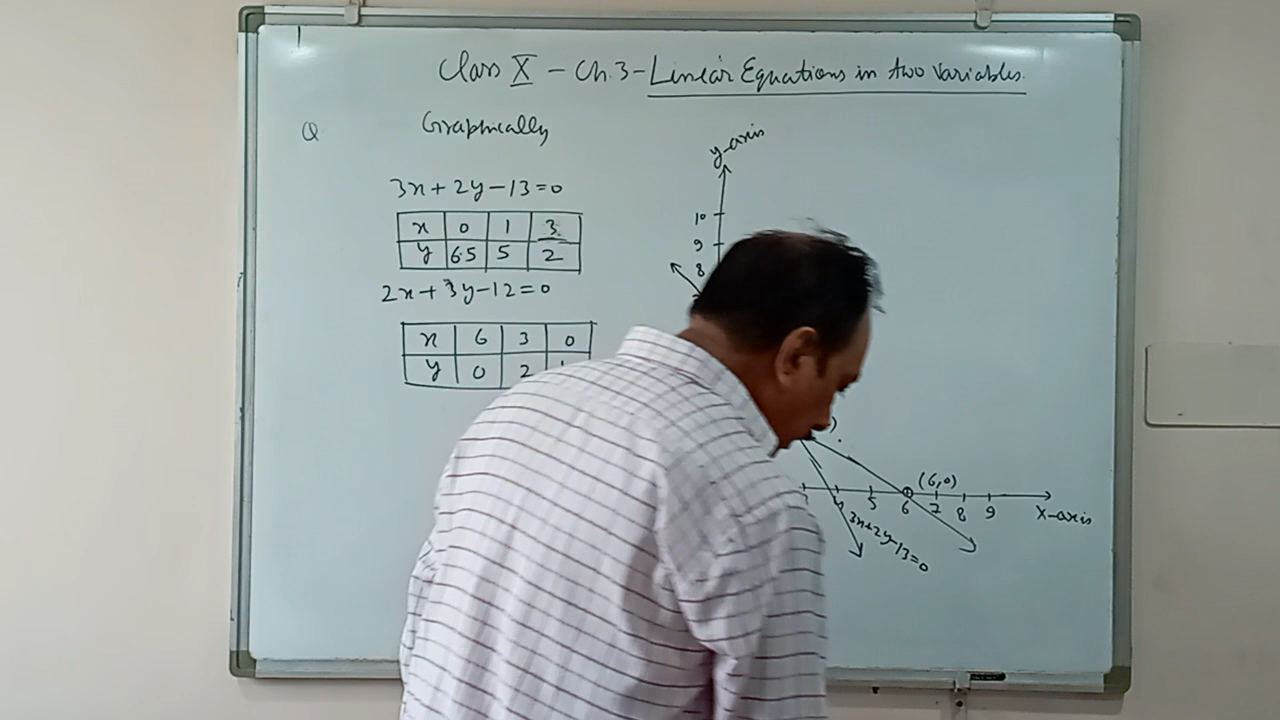 Class X - Ch.3 - Linear Equations in two variables.
Q Graphically
3x + 2y - 13 = 0
x 0 1 3
y 6.5 5 2
2x + 3y - 12 = 0
x 6 3 0
y 0 2
y-axis
10
9
8
(6,0)
4 5 6 7 8 9
X-axis
3x+2y-13=0